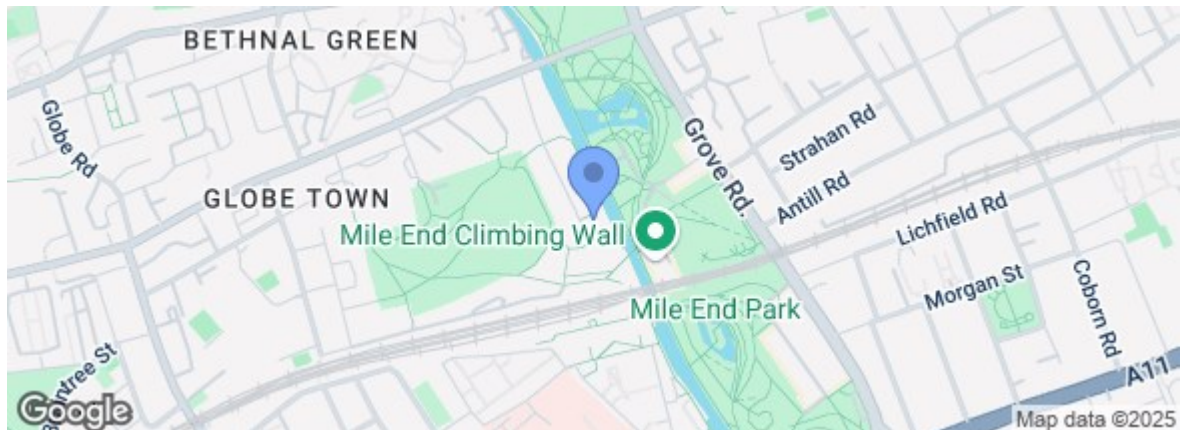 BETHNAL GREEN
Globe Rd
GLOBE TOWN
Grove Rd.
Strahan Rd
Antill Rd
Lichfield Rd
Mile End Climbing Wall
Mile End Park
Morgan St
Coborn Rd
A11
Google
Map data ©2025